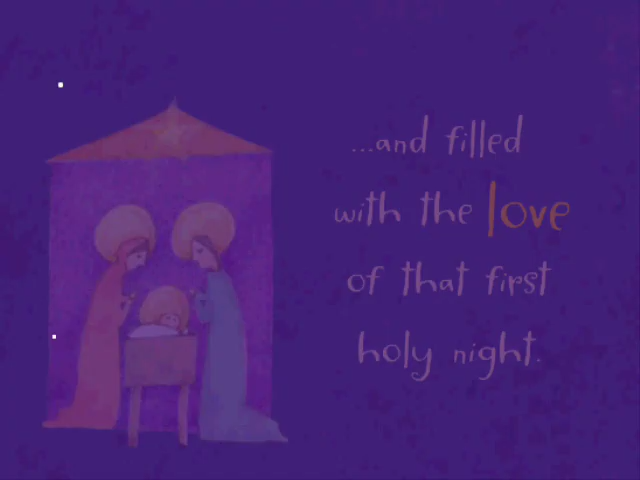 ...and filled
with the love
of that first
holy night.